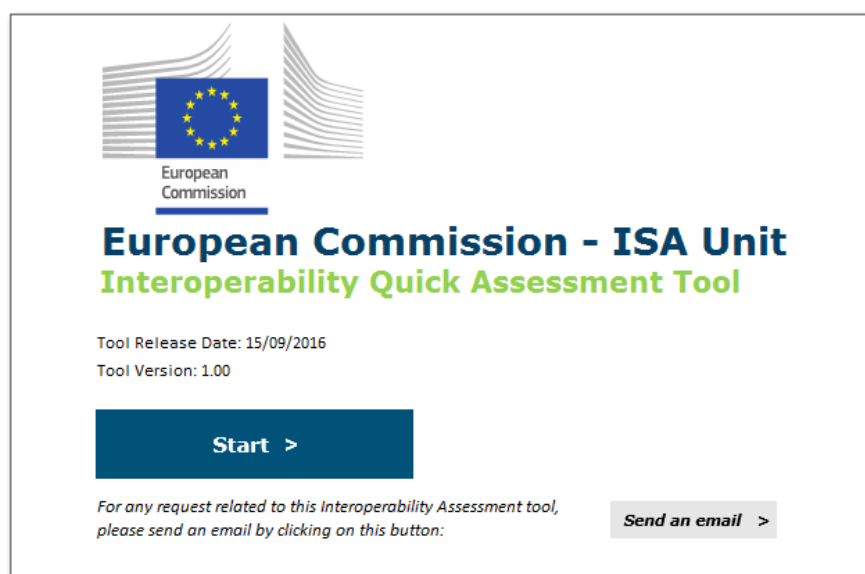 European
Commission
European Commission - ISA Unit
Interoperability Quick Assessment Tool
Tool Release Date: 15/09/2016
Tool Version: 1.00
Start >
For any request related to this Interoperability Assessment tool,
please send an email by clicking on this button:
Send an email >